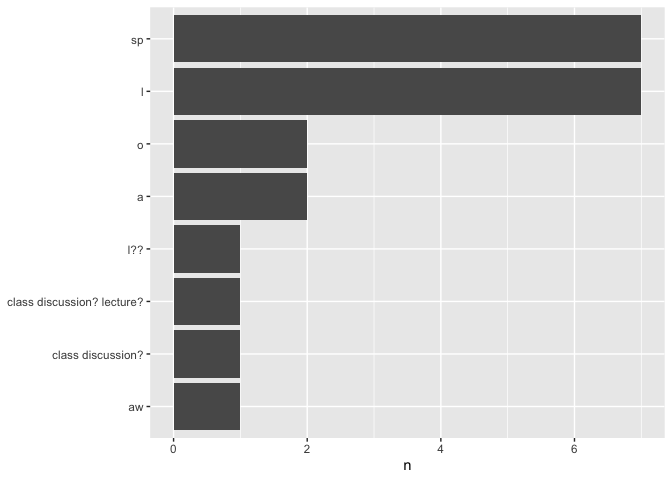 sp
l
o
a
l??
class discussion? lecture?
class discussion?
aw
0 2 4 6
n